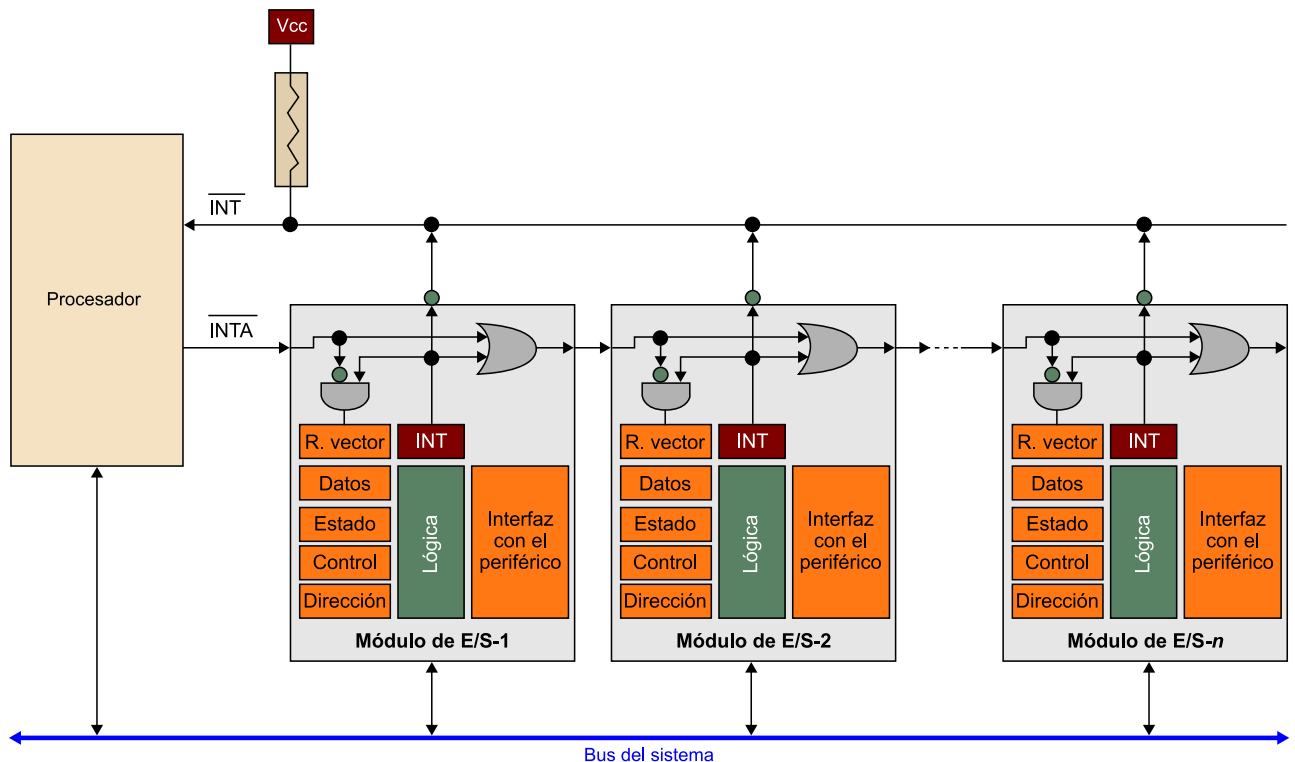 Vcc
INT
Procesador
INTA
R. vector
INT
Datos
Estado
Control
Dirección
Lógica
Interfaz
con el
periférico
Módulo de E/S-1
R. vector
INT
Datos
Estado
Control
Dirección
Lógica
Interfaz
con el
periférico
Módulo de E/S-2
R. vector
INT
Datos
Estado
Control
Dirección
Lógica
Interfaz
con el
periférico
Módulo de E/S-n
Bus del sistema